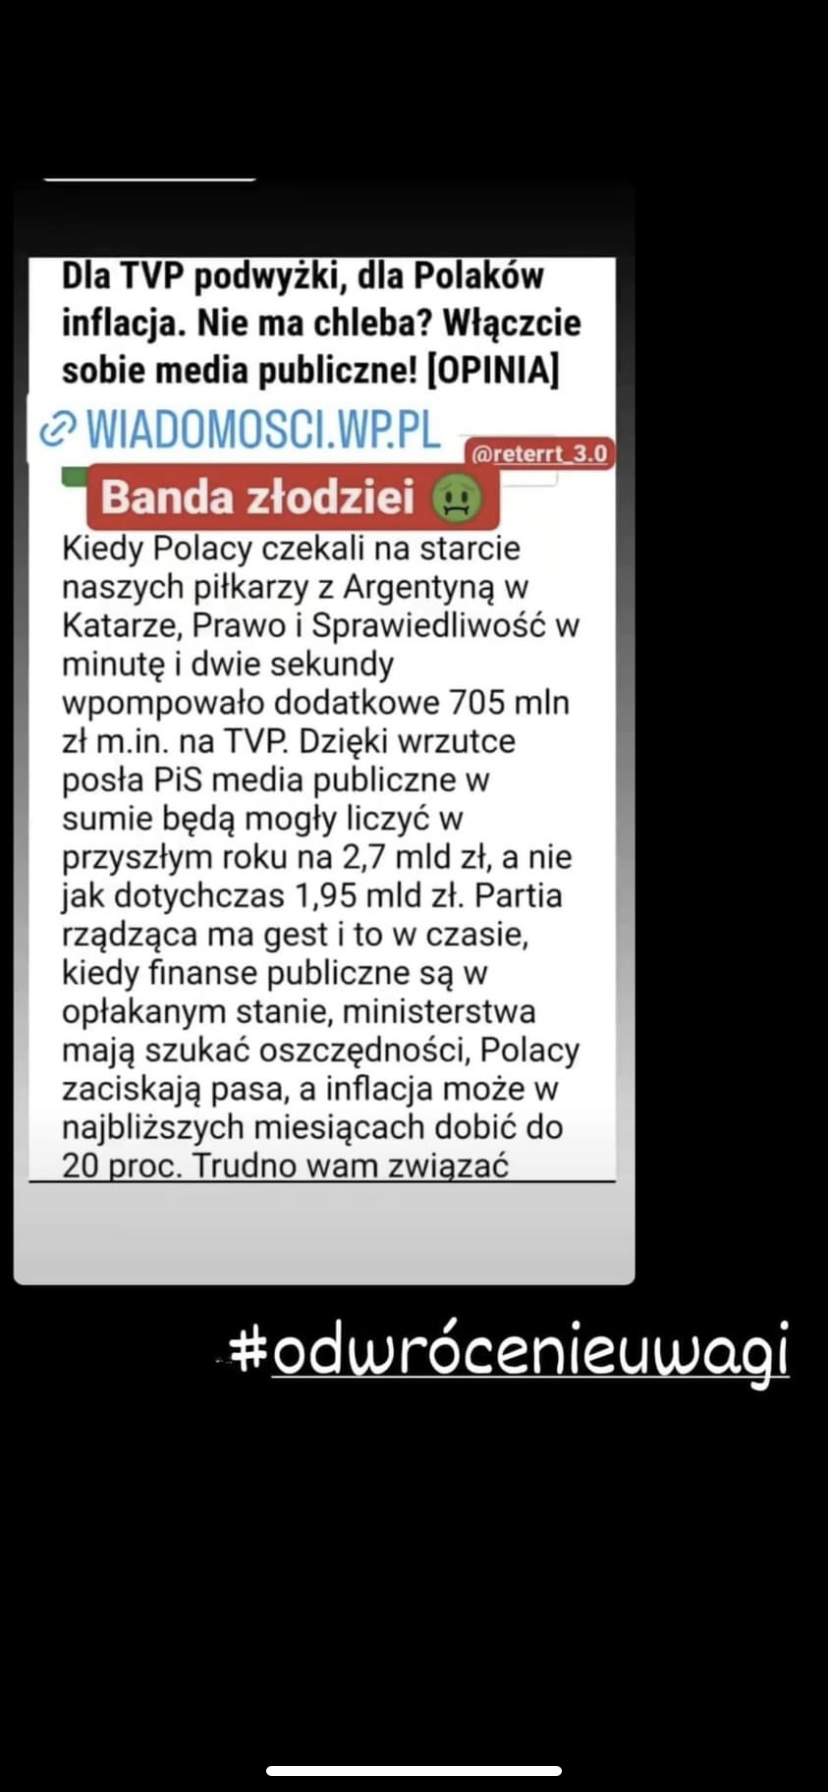 Dla TVP podwyżki, dla Polaków
inflacja. Nie ma chleba? Włączcie
sobie media publiczne! [OPINIA]
WIADOMOSCI.WP.PL
@reterrt_3.0
Banda złodziei 🤢
Kiedy Polacy czekali na starcie
naszych piłkarzy z Argentyną w
Katarze, Prawo i Sprawiedliwość w
minutę i dwie sekundy
wpompowało dodatkowe 705 mln
zł m.in. na TVP. Dzięki wrzutce
posła PiS media publiczne w
sumie będą mogły liczyć w
przyszłym roku na 2,7 mld zł, a nie
jak dotychczas 1,95 mld zł. Partia
rządząca ma gest i to w czasie,
kiedy finanse publiczne są w
opłakanym stanie, ministerstwa
mają szukać oszczędności, Polacy
zaciskają pasa, a inflacja może w
najbliższych miesiącach dobić do
20 proc. Trudno wam związać
#odwrócenieuwagi